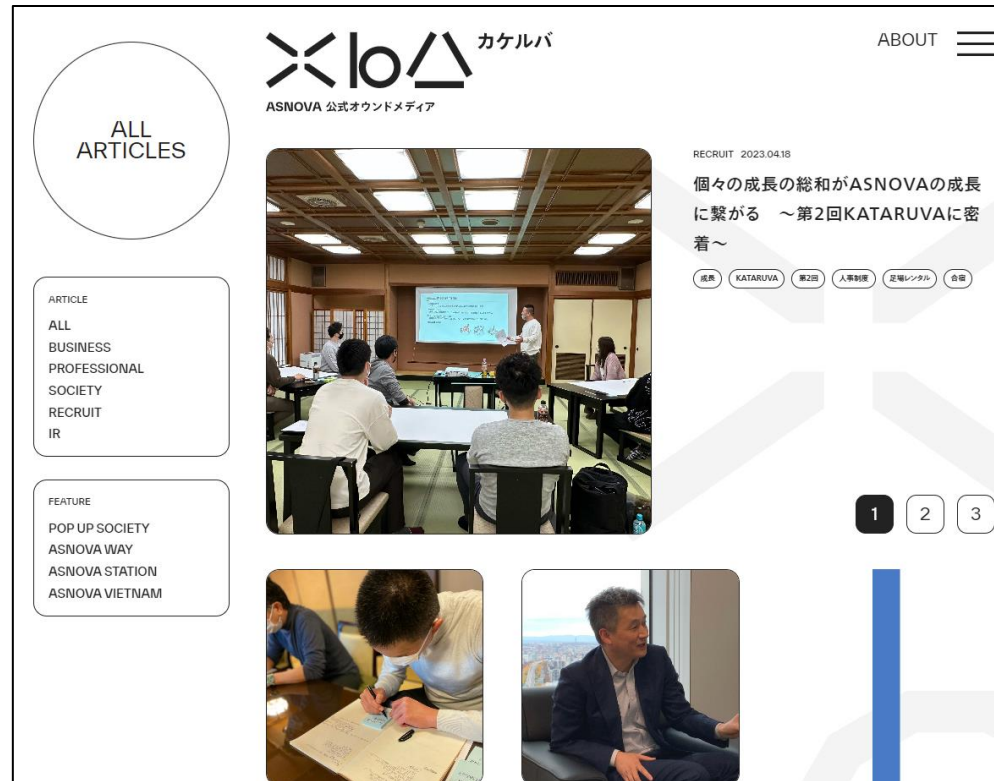 カケルバ
ASNOVA 公式オウンドメディア
ABOUT
ALL
ARTICLES
RECRUIT 2023.04.18
個々の成長の総和がASNOVAの成長
に繋がる　～第2回KATARUVAに密
着～
成長 KATARUVA 第2回 人事制度 足場レンタル 合宿
ARTICLE
ALL
BUSINESS
PROFESSIONAL
SOCIETY
RECRUIT
IR
FEATURE
POP UP SOCIETY
ASNOVA WAY
ASNOVA STATION
ASNOVA VIETNAM
1 2 3